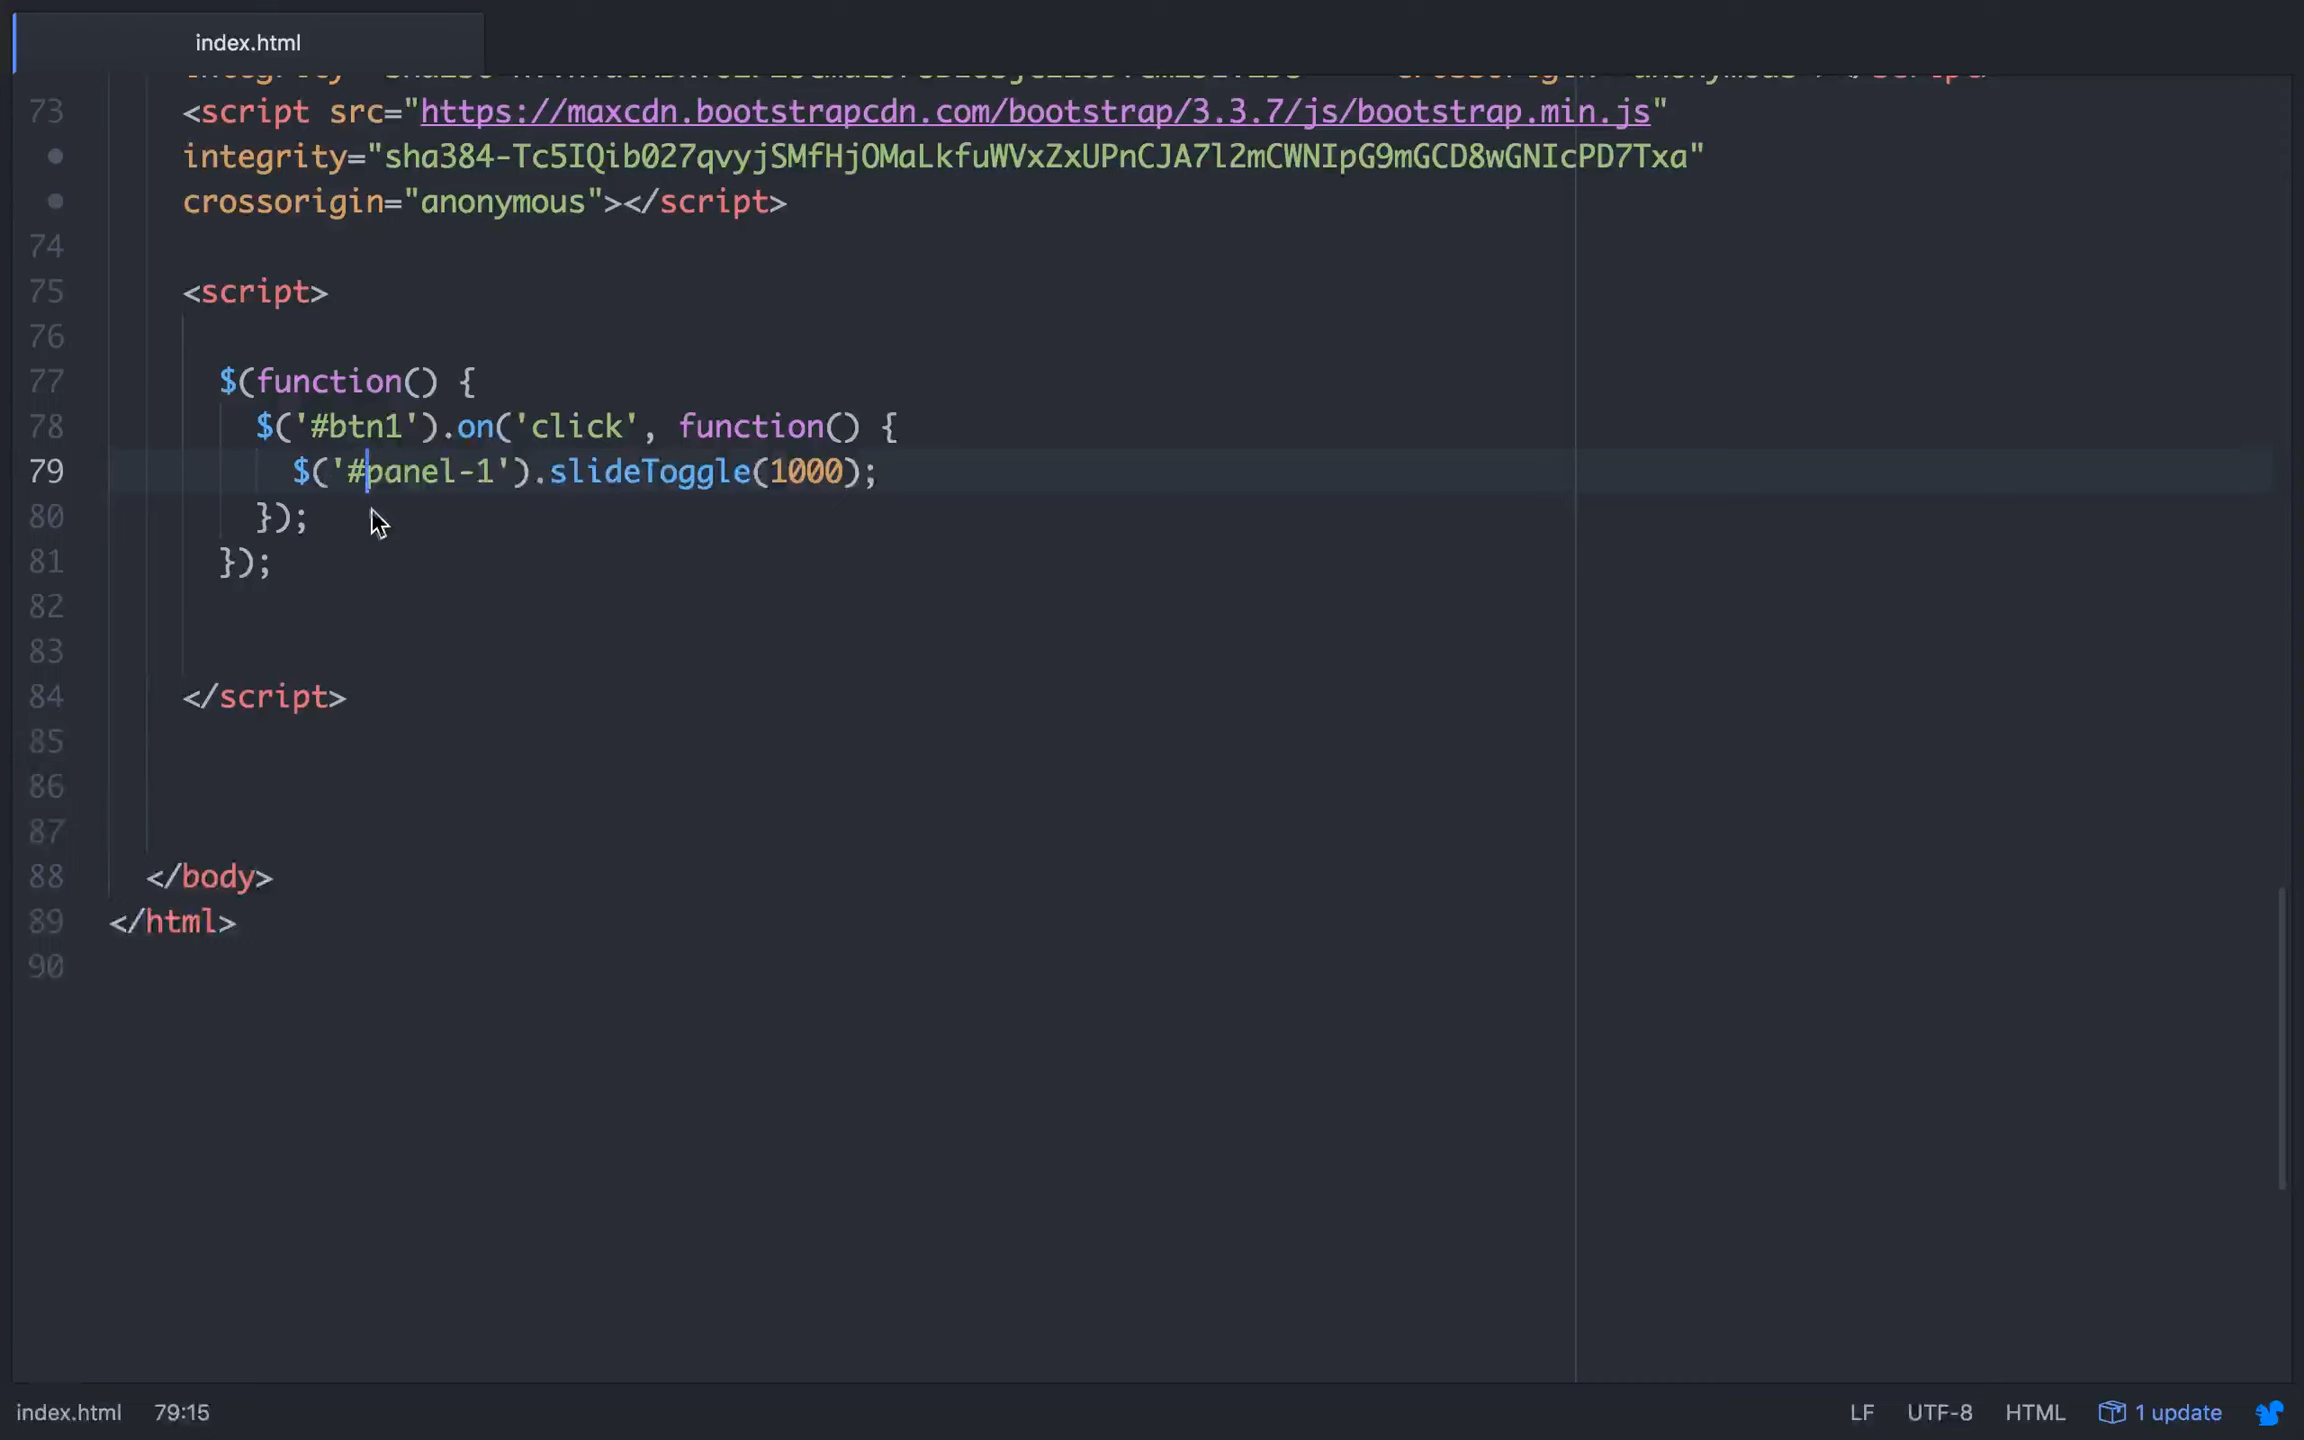 index.html
73 <script src="https://maxcdn.bootstrapcdn.com/bootstrap/3.3.7/js/bootstrap.min.js"
integrity="sha384-Tc5IQib027qvyjSMfHjOMaLkfuWVxZxUPnCJA7l2mCWNIpG9mGCD8wGNIcPD7Txa"
crossorigin="anonymous"></script>
74
75 <script>
76
77 $(function() {
78 $('#btn1').on('click', function() {
79 $('#panel-1').slideToggle(1000);
80 });
81 });
82
83
84 </script>
85
86
87
88 </body>
89 </html>
90
index.html 79:15 LF UTF-8 HTML 1 update